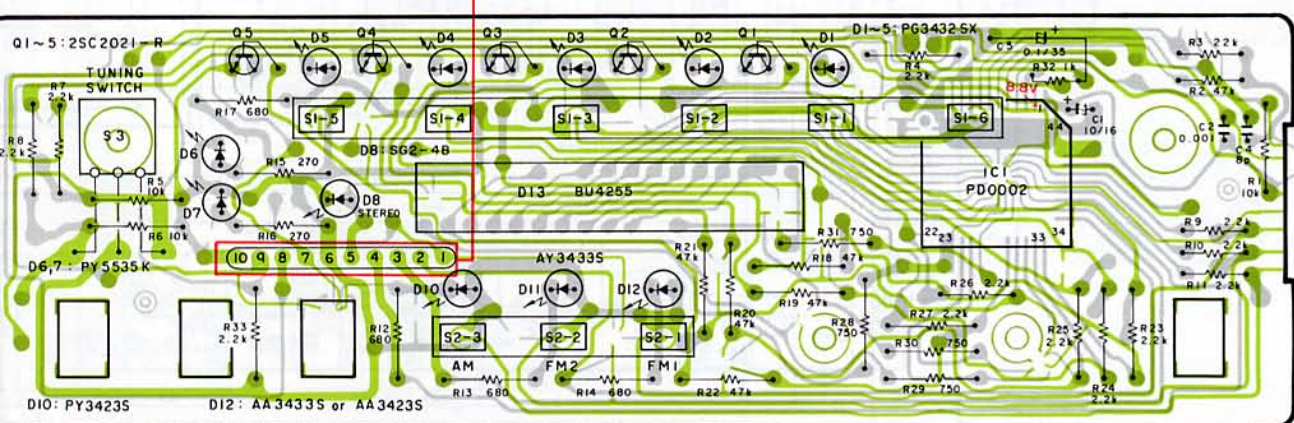 Q1~5:2SC2021-R
TUNING
SWITCH
S3
R7
2.2k
R8
2.2k
Q5
D5
Q4
D4
Q3
D3
Q2
D2
Q1
D1
D1~5:PG3432SX
R4
2.2k
C5
0.1/35
R32 1k
8.8V
R3 22k
R2 47k
R17 680
S1-5
S1-4
S1-3
S1-2
S1-1
S1-6
44
C1
10/16
C2
0.001
C4
8p
R1
10k
D6
D8:SG2-4B
R15 270
IC1
PD0002
D13 BU4255
R5
10k
D7
D8
STEREO
R6 10k
R16 270
22
23
34
33
R9 2.2k
R10 2.2k
R11 2.2k
R31 750
R21
47k
R18 47k
D6,7: PY5535K
10 9 8 7 6 5 4 3 2 1
AY3433S
D10
D11
D12
R26 2.2k
R19 47k
R20
47k
R33
2.2k
R12
680
S2-3
S2-2
S2-1
R28
750
R27 2.2k
R30 750
R25
2.2k
R23
2.2k
AM
FM2
FM1
R13 680
R14 680
R22 47k
R29 750
R24
2.2k
D10: PY3423S
D12: AA3433S or AA3423S